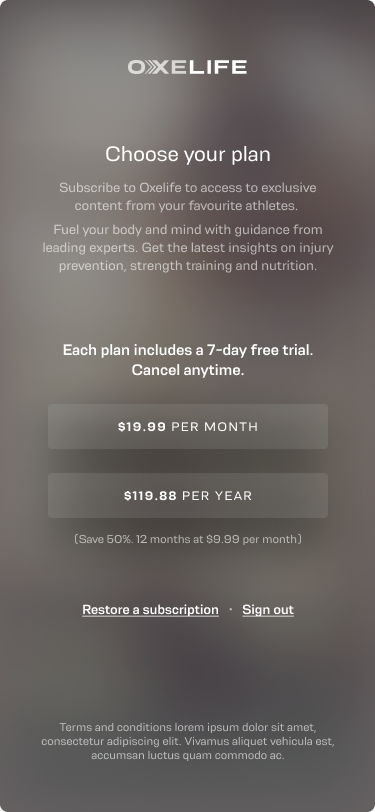 OXELIFE
Choose your plan
Subscribe to Oxelife to access to exclusive
content from your favourite athletes.
Fuel your body and mind with guidance from
leading experts. Get the latest insights on injury
prevention, strength training and nutrition.
Each plan includes a 7-day free trial.
Cancel anytime.
$19.99 PER MONTH
$119.88 PER YEAR
(Save 50%. 12 months at $9.99 per month)
Restore a subscription · Sign out
Terms and conditions lorem ipsum dolor sit amet,
consectetur adipiscing elit. Vivamus aliquet vehicula est,
accumsan luctus quam commodo ac.